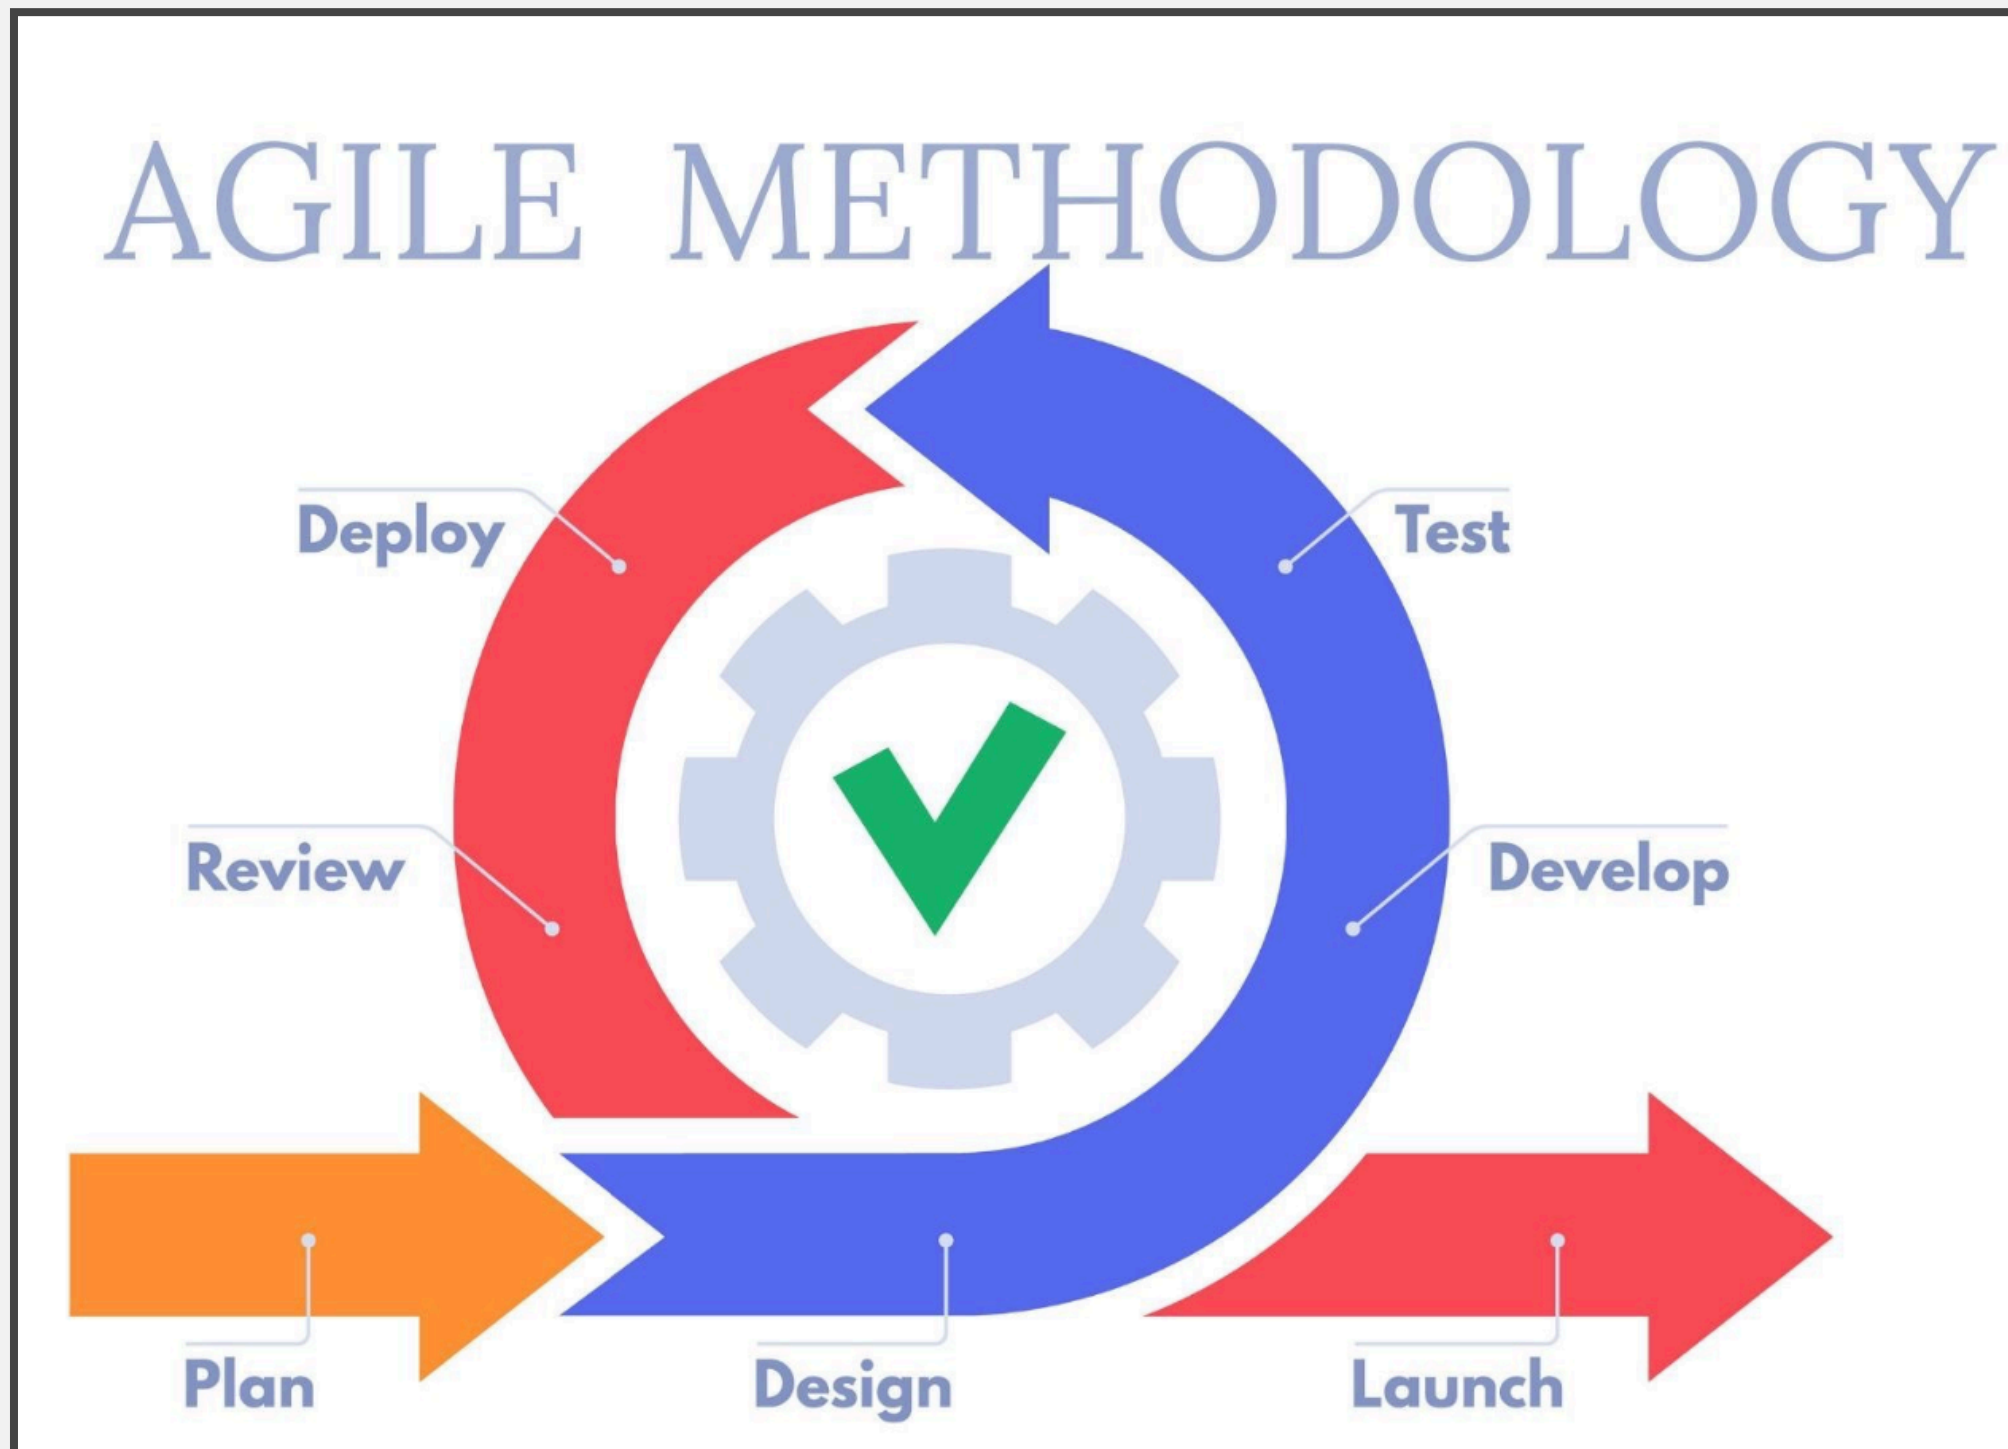 AGILE METHODOLOGY
Deploy
Test
Review
Develop
Plan
Design
Launch